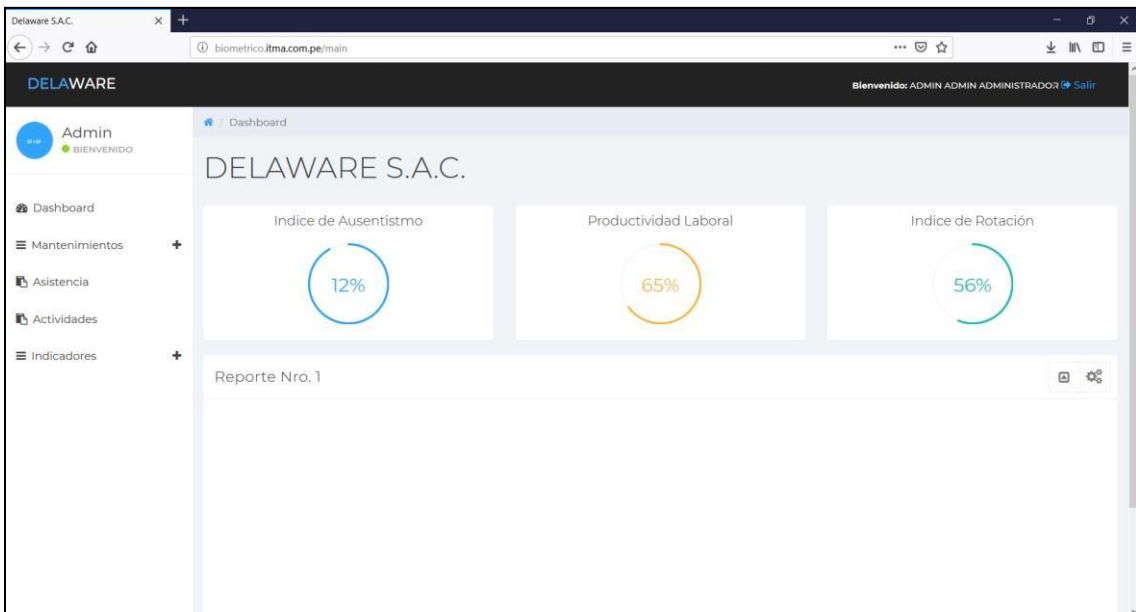 Delaware S.A.C.
biometrico.itma.com.pe/main
DELAWARE
Bienvenido: ADMIN ADMIN ADMINISTRADOR Salir
Admin
BIENVENIDO
Dashboard
Mantenimientos
Asistencia
Actividades
Indicadores
/ Dashboard
DELAWARE S.A.C.
Indice de Ausentistmo
12%
Productividad Laboral
65%
Indice de Rotación
56%
Reporte Nro. 1